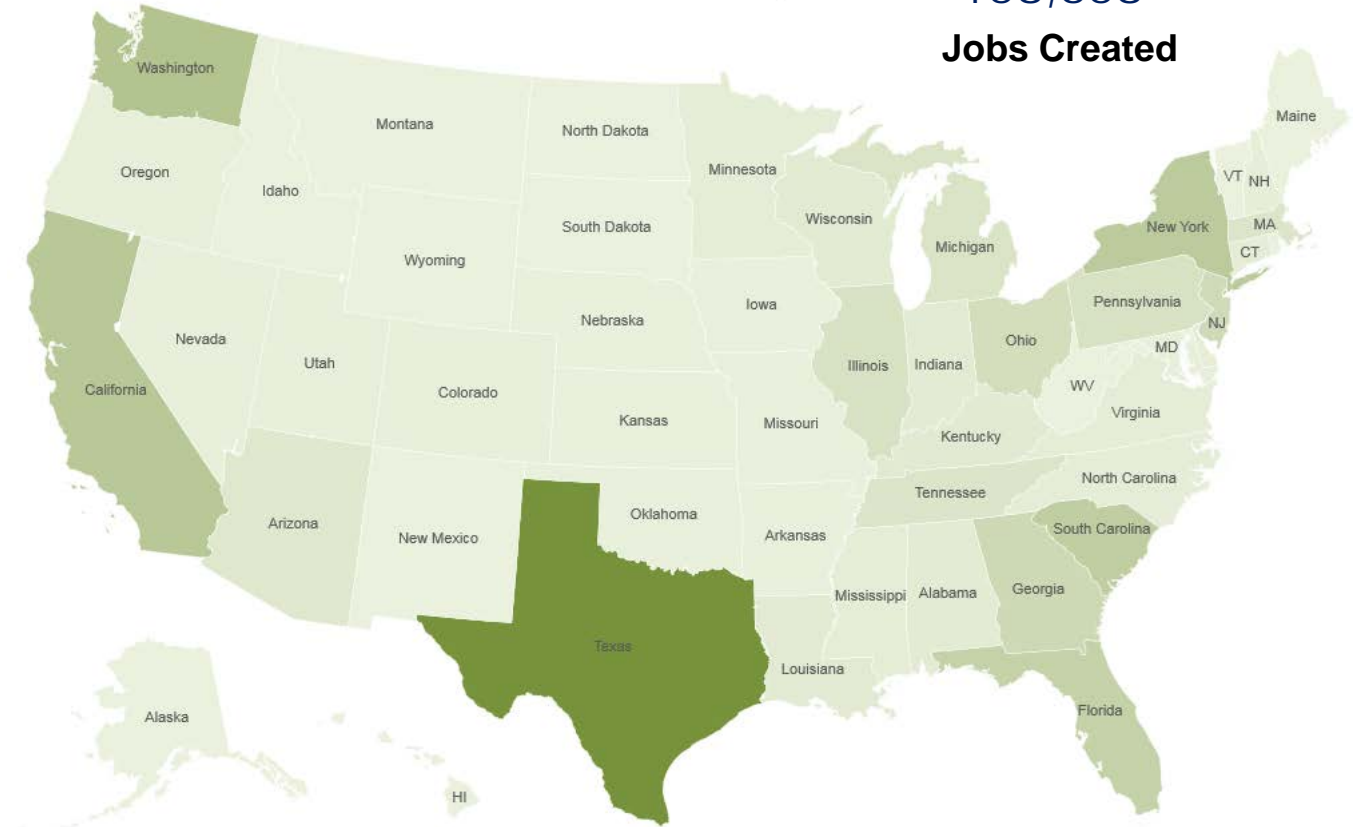 Jobs Created
Washington
Montana
North Dakota
Minnesota
Maine
Oregon
Idaho
VT
NH
Wisconsin
South Dakota
New York
MA
Michigan
CT
Wyoming
Iowa
Pennsylvania
Nebraska
NJ
Nevada
Ohio
MD
Utah
Illinois
Indiana
California
Colorado
WV
Virginia
Kansas
Missouri
Kentucky
North Carolina
Tennessee
Arizona
Oklahoma
South Carolina
New Mexico
Arkansas
Georgia
Mississippi
Alabama
Texas
Louisiana
Florida
Alaska
HI